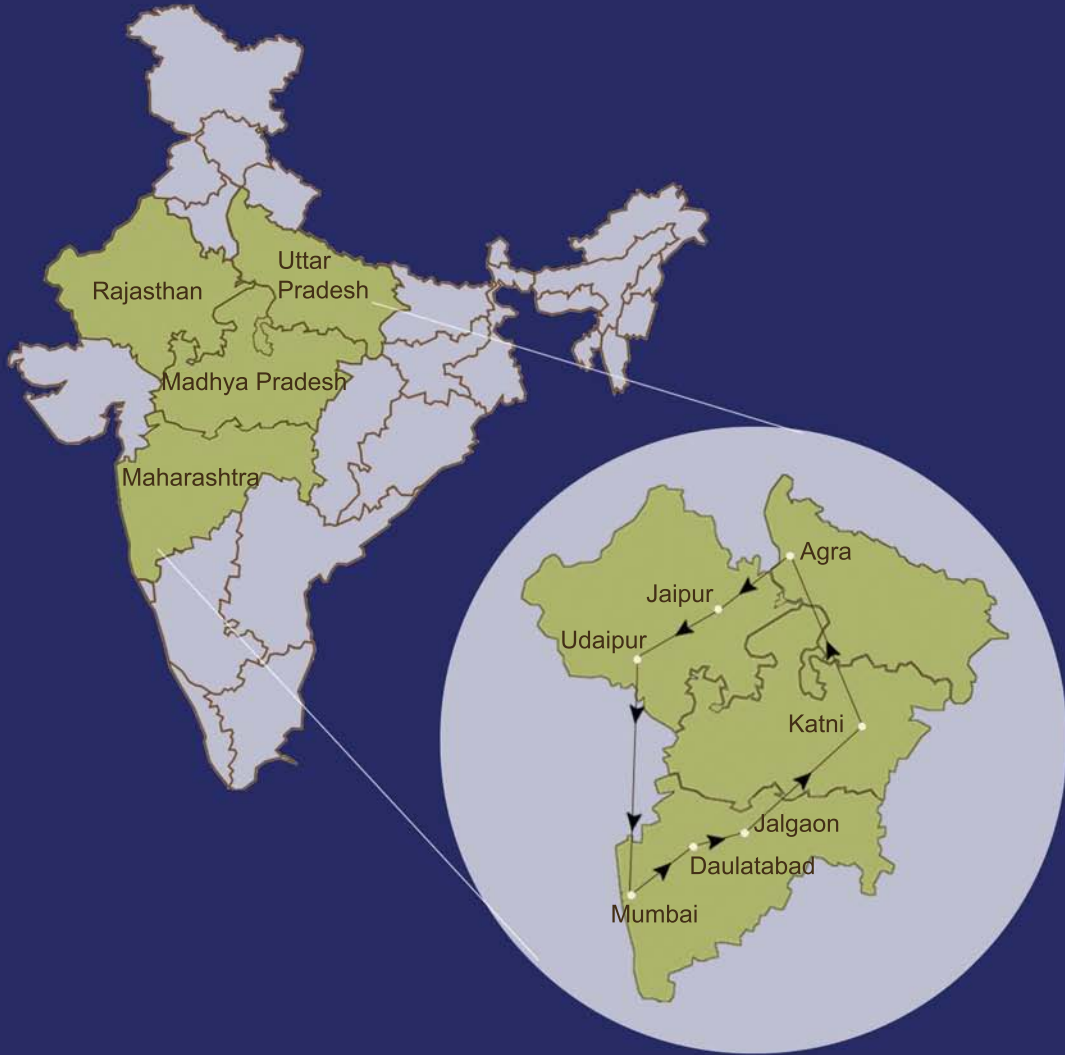 Uttar
Pradesh
Rajasthan
Madhya Pradesh
Maharashtra
Agra
Jaipur
Udaipur
Katni
Jalgaon
Daulatabad
Mumbai